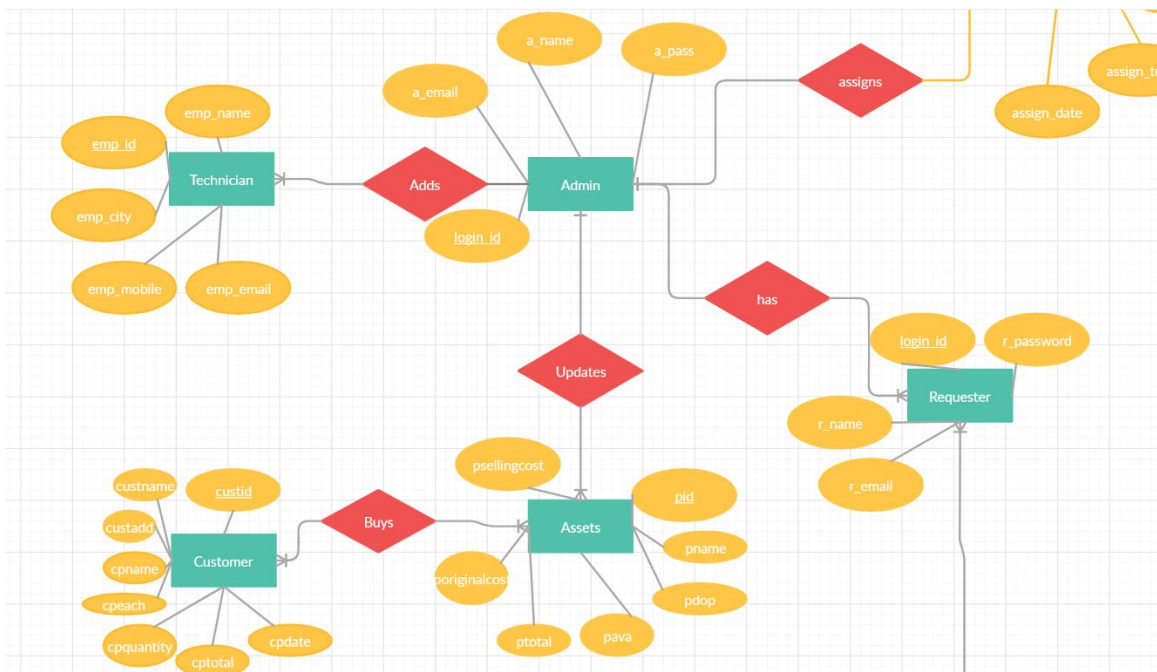 a_name
a_pass
a_email
assigns
assign_date
emp_name
emp_id
Technician
Adds
Admin
emp_city
login_id
emp_mobile
emp_email
has
login_id
r_password
Updates
Requester
r_name
r_email
psellingcost
pid
custname
custid
custadd
Buys
Assets
pname
cpname
Customer
poriginalcost
cpeach
pdop
cpquantity
cptotal
cpdate
ptotal
pava